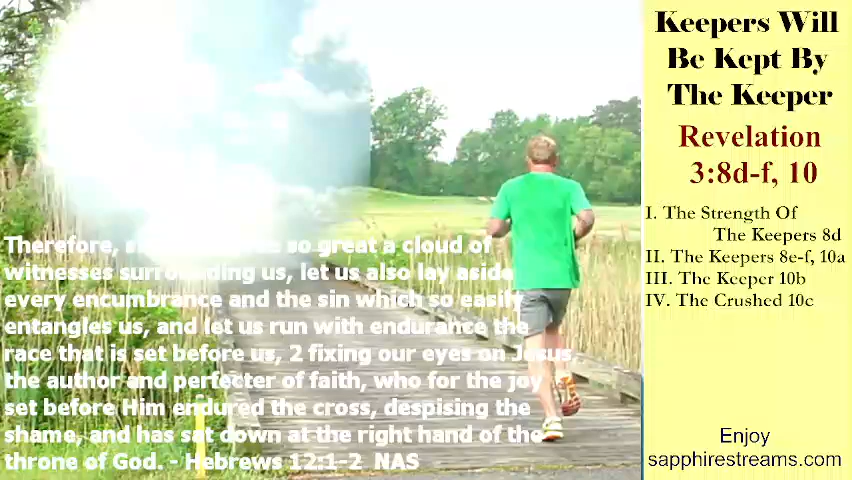 Therefore, so great a cloud of
witnesses surrounding us, let us also lay aside
every encumbrance and the sin which so easily
entangles us, and let us run with endurance the
race that is set before us, 2 fixing our eyes on Jesus,
the author and perfecter of faith, who for the joy
set before Him endured the cross, despising the
shame, and has sat down at the right hand of the
throne of God. - Hebrews 12:1-2 NAS
Keepers Will
Be Kept By
The Keeper
Revelation
3:8d-f, 10
I. The Strength Of
The Keepers 8d
II. The Keepers 8e-f, 10a
III. The Keeper 10b
IV. The Crushed 10c
Enjoy
sapphirestreams.com